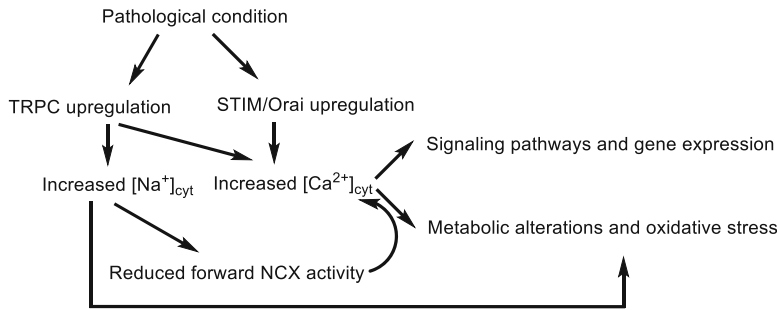 Pathological condition
TRPC upregulation
STIM/Orai upregulation
Signaling pathways and gene expression
Increased [Na⁺]cyt
Increased [Ca²⁺]cyt
Metabolic alterations and oxidative stress
Reduced forward NCX activity